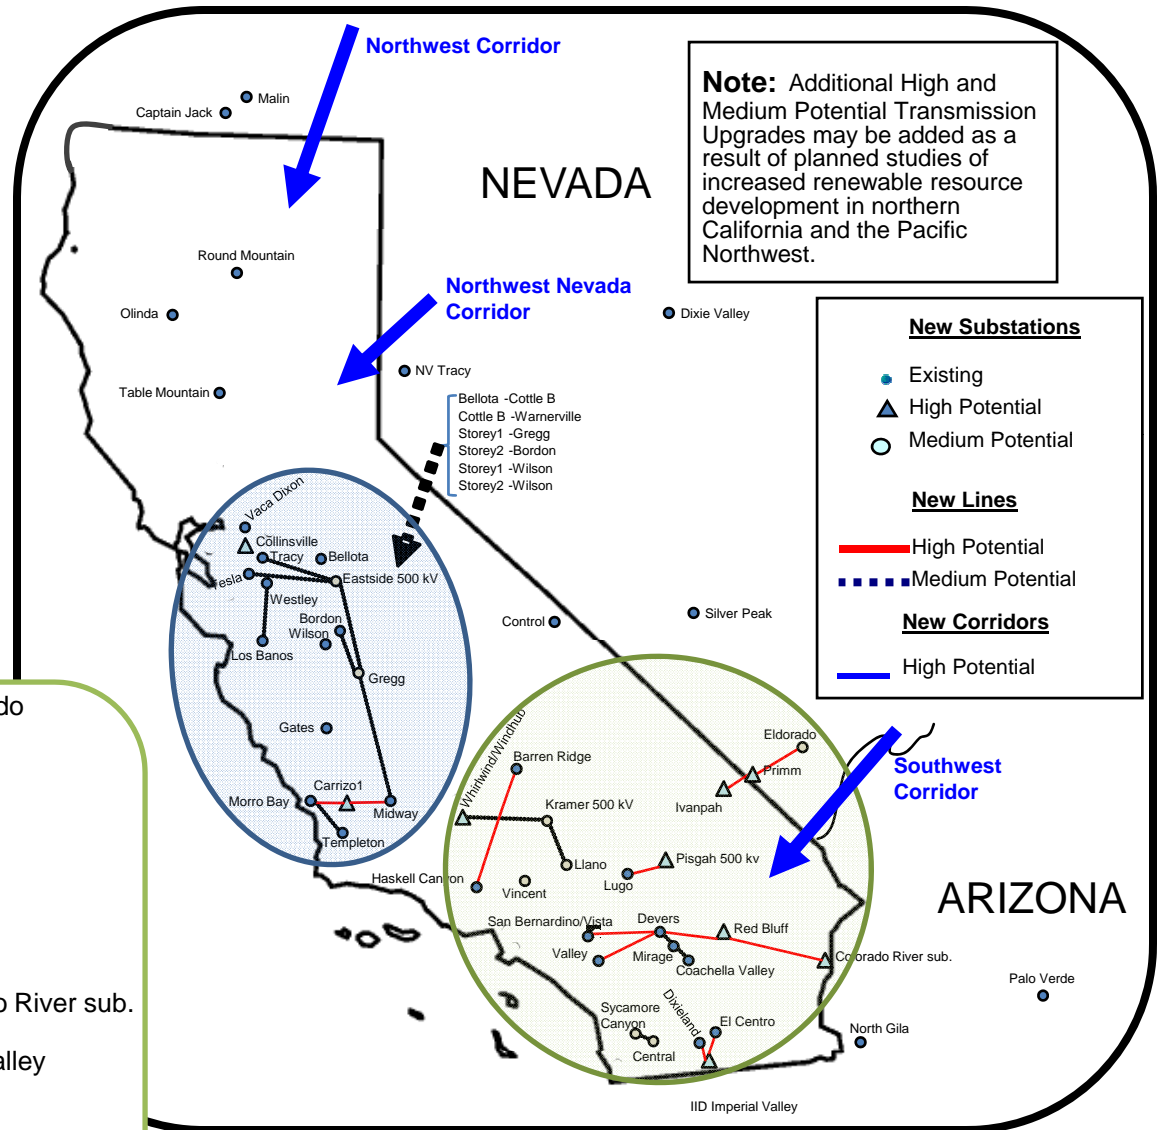 Northwest Corridor
Note: Additional High and
Medium Potential Transmission
Upgrades may be added as a
result of planned studies of
increased renewable resource
development in northern
California and the Pacific
Northwest.
Malin
Captain Jack
NEVADA
Round Mountain
Northwest Nevada
Corridor
Olinda
Dixie Valley
New Substations
Existing
High Potential
Medium Potential
New Lines
High Potential
Medium Potential
New Corridors
High Potential
NV Tracy
Table Mountain
Bellota -Cottle B
Cottle B -Warnerville
Storey1 -Gregg
Storey2 -Bordon
Storey1 -Wilson
Storey2 -Wilson
Vaca Dixon
Collinsville
Tracy
Bellota
Tesla
Eastside 500 kV
Westley
Bordon
Wilson
Los Banos
Gregg
Control
Silver Peak
Gates
Carrizo1
Morro Bay
Midway
Templeton
Whirlwind/Windhub
Barren Ridge
Eldorado
Primm
Ivanpah
Southwest
Corridor
Kramer 500 kV
Llano
Pisgah 500 kv
Lugo
Haskell Canyon
Vincent
ARIZONA
San Bernardino/Vista
Devers
Red Bluff
Valley
Mirage
Coachella Valley
Colorado River sub.
Palo Verde
Sycamore
Canyon
Central
Dixieland
El Centro
North Gila
IID Imperial Valley
do
o River sub.
alley